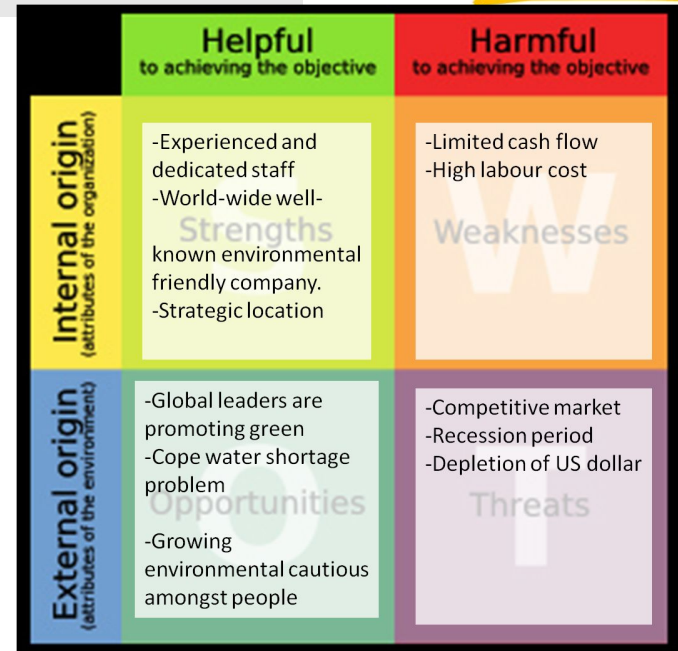 Helpful
to achieving the objective
Harmful
to achieving the objective
Internal origin
(attributes of the organization)
-Experienced and
dedicated staff
-World-wide well-
Strengths
known environmental
friendly company.
-Strategic location
S
-Limited cash flow
-High labour cost
Weaknesses
W
External origin
(attributes of the environment)
-Global leaders are
promoting green
-Cope water shortage
problem
Opportunities
-Growing
environmental cautious
amongst people
O
-Competitive market
-Recession period
-Depletion of US dollar
Threats
T